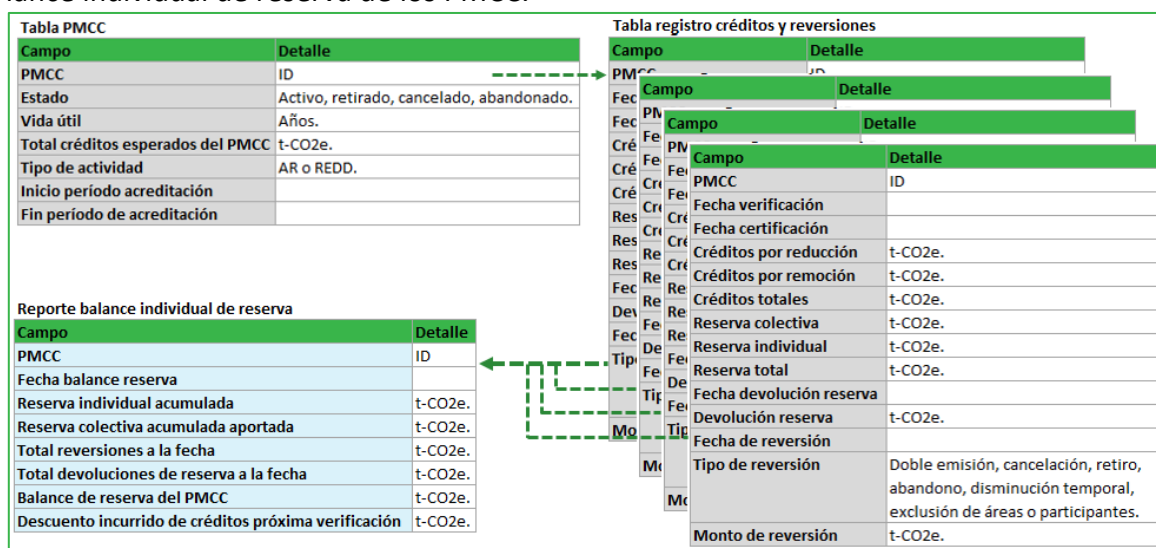 lance individual de reserva de los PMCC.
Tabla PMCC
Campo Detalle
PMCC ID
Estado Activo, retirado, cancelado, abandonado.
Vida útil Años.
Total créditos esperados del PMCC t-CO2e.
Tipo de actividad AR o REDD.
Inicio período acreditación
Fin período de acreditación
Reporte balance individual de reserva
Campo Detalle
PMCC ID
Fecha balance reserva
Reserva individual acumulada t-CO2e.
Reserva colectiva acumulada aportada t-CO2e.
Total reversiones a la fecha t-CO2e.
Total devoluciones de reserva a la fecha t-CO2e.
Balance de reserva del PMCC t-CO2e.
Descuento incurrido de créditos próxima verificación t-CO2e.
Tabla registro créditos y reversiones
Campo Detalle
Campo Detalle
Campo Detalle
Campo Detalle
PMCC ID
Fecha verificación
Fecha certificación
Créditos por reducción t-CO2e.
Créditos por remoción t-CO2e.
Créditos totales t-CO2e.
Reserva colectiva t-CO2e.
Reserva individual t-CO2e.
Reserva total t-CO2e.
Fecha devolución reserva
Devolución reserva t-CO2e.
Fecha de reversión
Tipo de reversión Doble emisión, cancelación, retiro,
abandono, disminución temporal,
exclusión de áreas o participantes.
Monto de reversión t-CO2e.